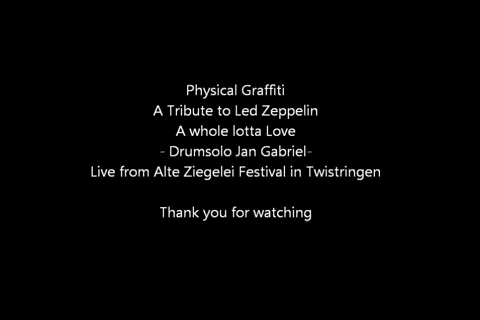 Physical Graffiti
A Tribute to Led Zeppelin
A whole lotta Love
- Drumsolo Jan Gabriel-
Live from Alte Ziegelei Festival in Twistringen
Thank you for watching